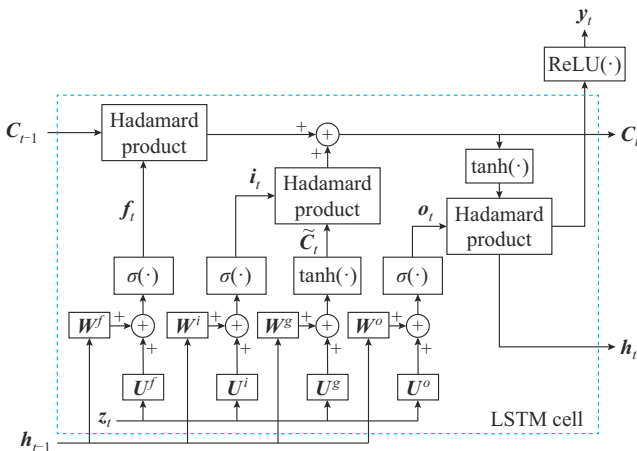 y_t
ReLU(·)
C_{t−1}
Hadamard
product
+
+
C_t
+
tanh(·)
i_t
Hadamard
product
f_t
o_t
Hadamard
product
C̃_t
σ(·)
σ(·)
tanh(·)
σ(·)
W^f
+
+
W^i
+
+
W^g
+
+
W^o
+
+
+
+
+
+
h_t
U^f
U^i
U^g
U^o
z_t
LSTM cell
h_{t−1}